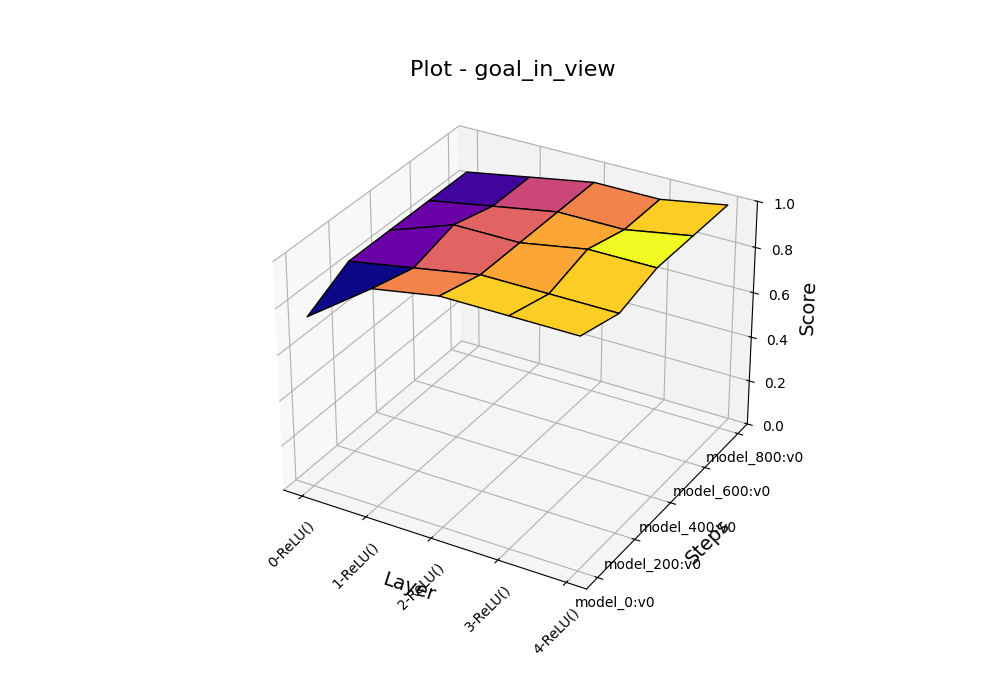 Plot - goal_in_view
1.0
0.8
0.6
0.4
0.2
0.0
Score
model_800:v0
model_600:v0
model_400:v0
model_200:v0
model_0:v0
Steps
0-ReLU()
1-ReLU()
2-ReLU()
3-ReLU()
4-ReLU()
Layer